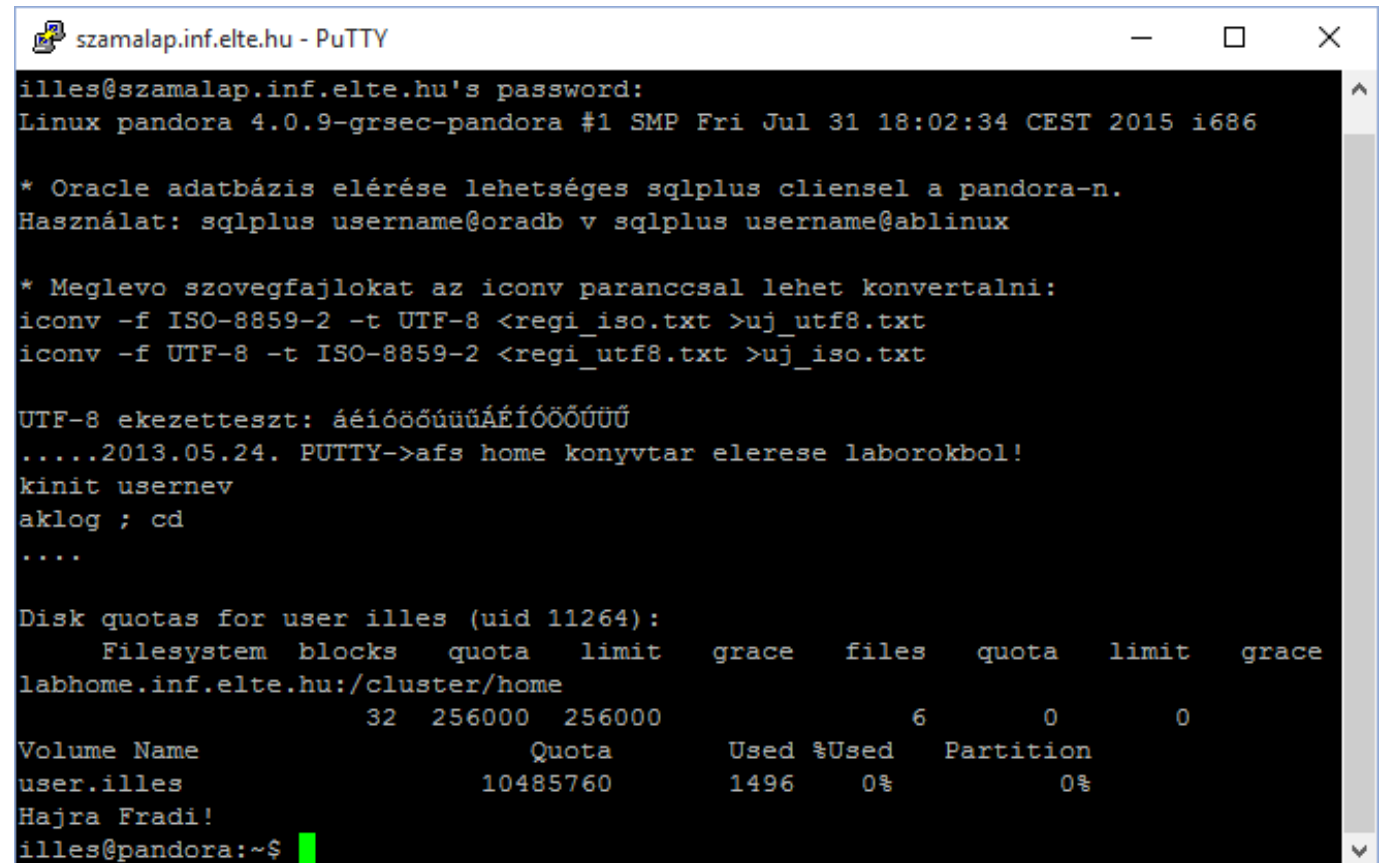 szamalap.inf.elte.hu - PuTTY
illes@szamalap.inf.elte.hu's password:
Linux pandora 4.0.9-grsec-pandora #1 SMP Fri Jul 31 18:02:34 CEST 2015 i686
* Oracle adatbázis elérése lehetséges sqlplus cliensel a pandora-n.
Használat: sqlplus username@oradb v sqlplus username@ablinux
* Meglevo szovegfajlokat az iconv paranccsal lehet konvertalni:
iconv -f ISO-8859-2 -t UTF-8 <regi_iso.txt >uj_utf8.txt
iconv -f UTF-8 -t ISO-8859-2 <regi_utf8.txt >uj_iso.txt
UTF-8 ekezetteszt: áéíóöőúüűÁÉÍÓÖŐÚÜŰ
.....2013.05.24. PUTTY->afs home konyvtar elerese laborokbol!
kinit usernev
aklog ; cd
....
Disk quotas for user illes (uid 11264):
Filesystem blocks quota limit grace files quota limit grace
labhome.inf.elte.hu:/cluster/home
32 256000 256000 6 0 0
Volume Name Quota Used %Used Partition
user.illes 10485760 1496 0% 0%
Hajra Fradi!
illes@pandora:~$